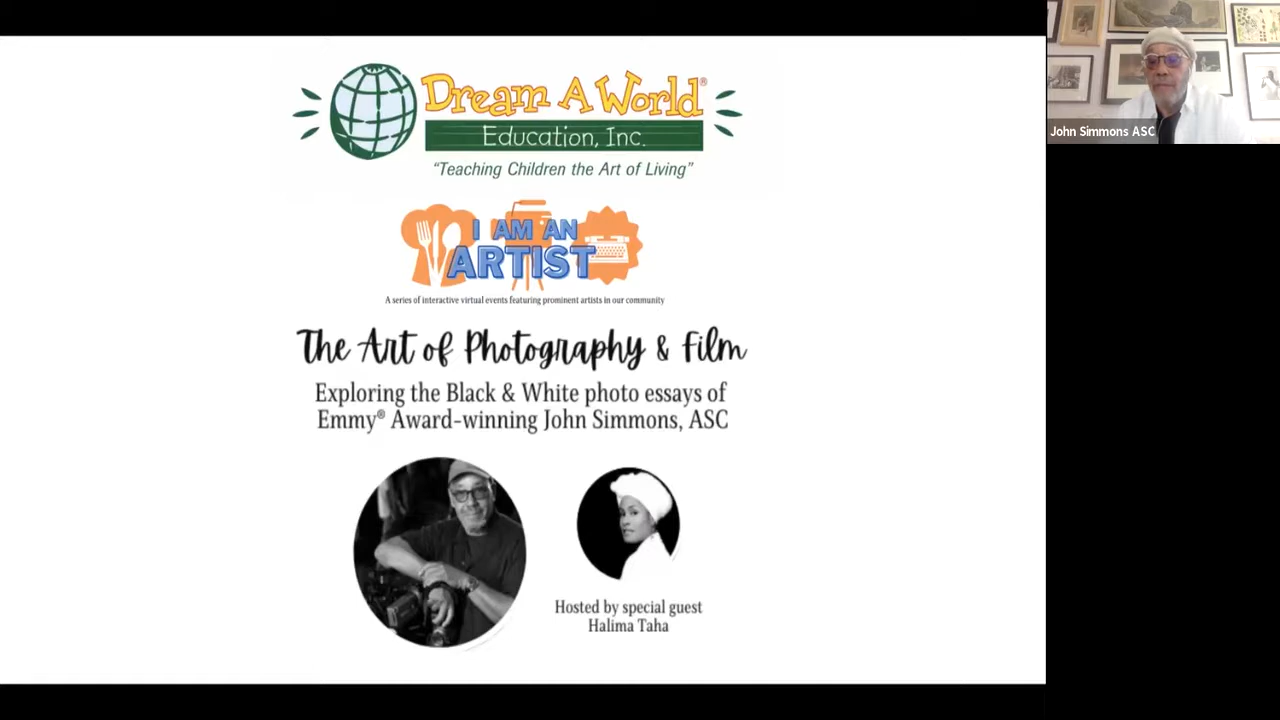 Dream A World®
Education, Inc.
“Teaching Children the Art of Living”
I AM AN
ARTIST
A series of interactive virtual events featuring prominent artists in our community
The Art of Photography & Film
Exploring the Black & White photo essays of
Emmy® Award-winning John Simmons, ASC
Hosted by special guest
Halima Taha
John Simmons ASC